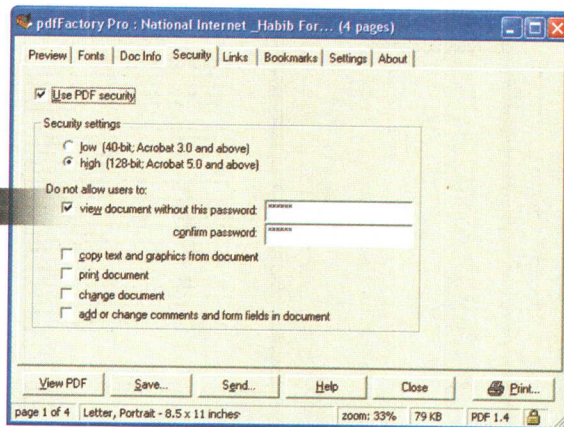 pdfFactory Pro : National Internet _Habib For... (4 pages)
Preview Fonts Doc Info Security Links Bookmarks Settings About
Use PDF security
Security settings
low (40-bit; Acrobat 3.0 and above)
high (128-bit; Acrobat 5.0 and above)
Do not allow users to:
view document without this password: ******
confirm password: ******
copy text and graphics from document
print document
change document
add or change comments and form fields in document
View PDF Save... Send... Help Close Print...
page 1 of 4 Letter, Portrait - 8.5 x 11 inches zoom: 33% 79 KB PDF 1.4